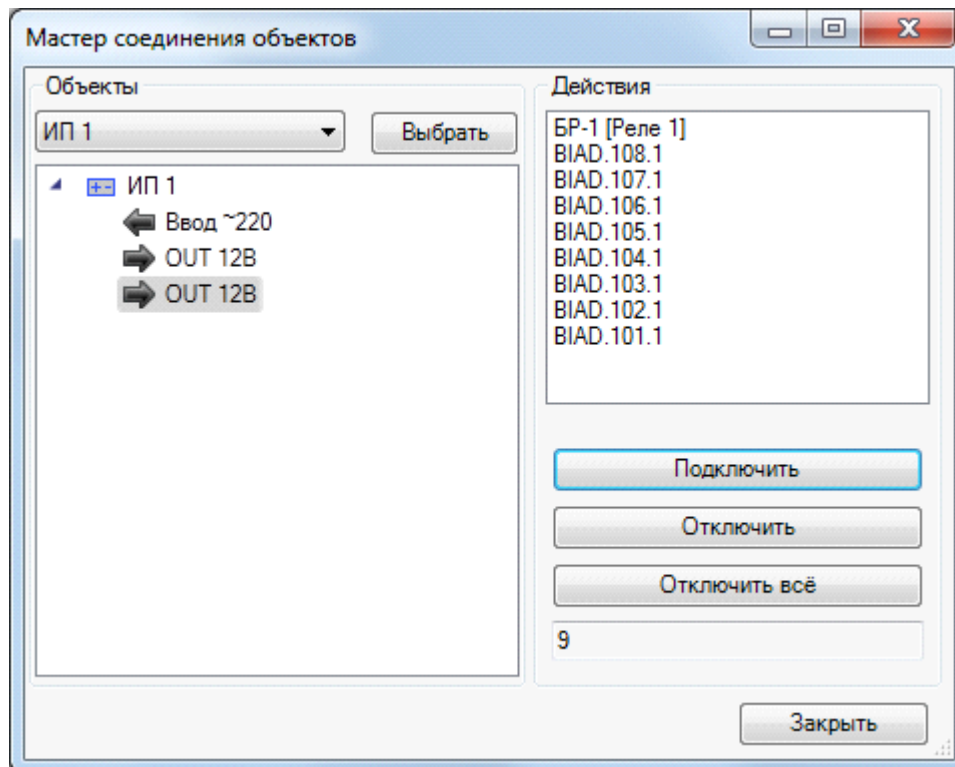 Мастер соединения объектов
Объекты
ИП 1
Выбрать
ИП 1
Ввод ~220
OUT 12В
OUT 12В
Действия
БР-1 [Реле 1]
BIAD.108.1
BIAD.107.1
BIAD.106.1
BIAD.105.1
BIAD.104.1
BIAD.103.1
BIAD.102.1
BIAD.101.1
Подключить
Отключить
Отключить всё
9
Закрыть